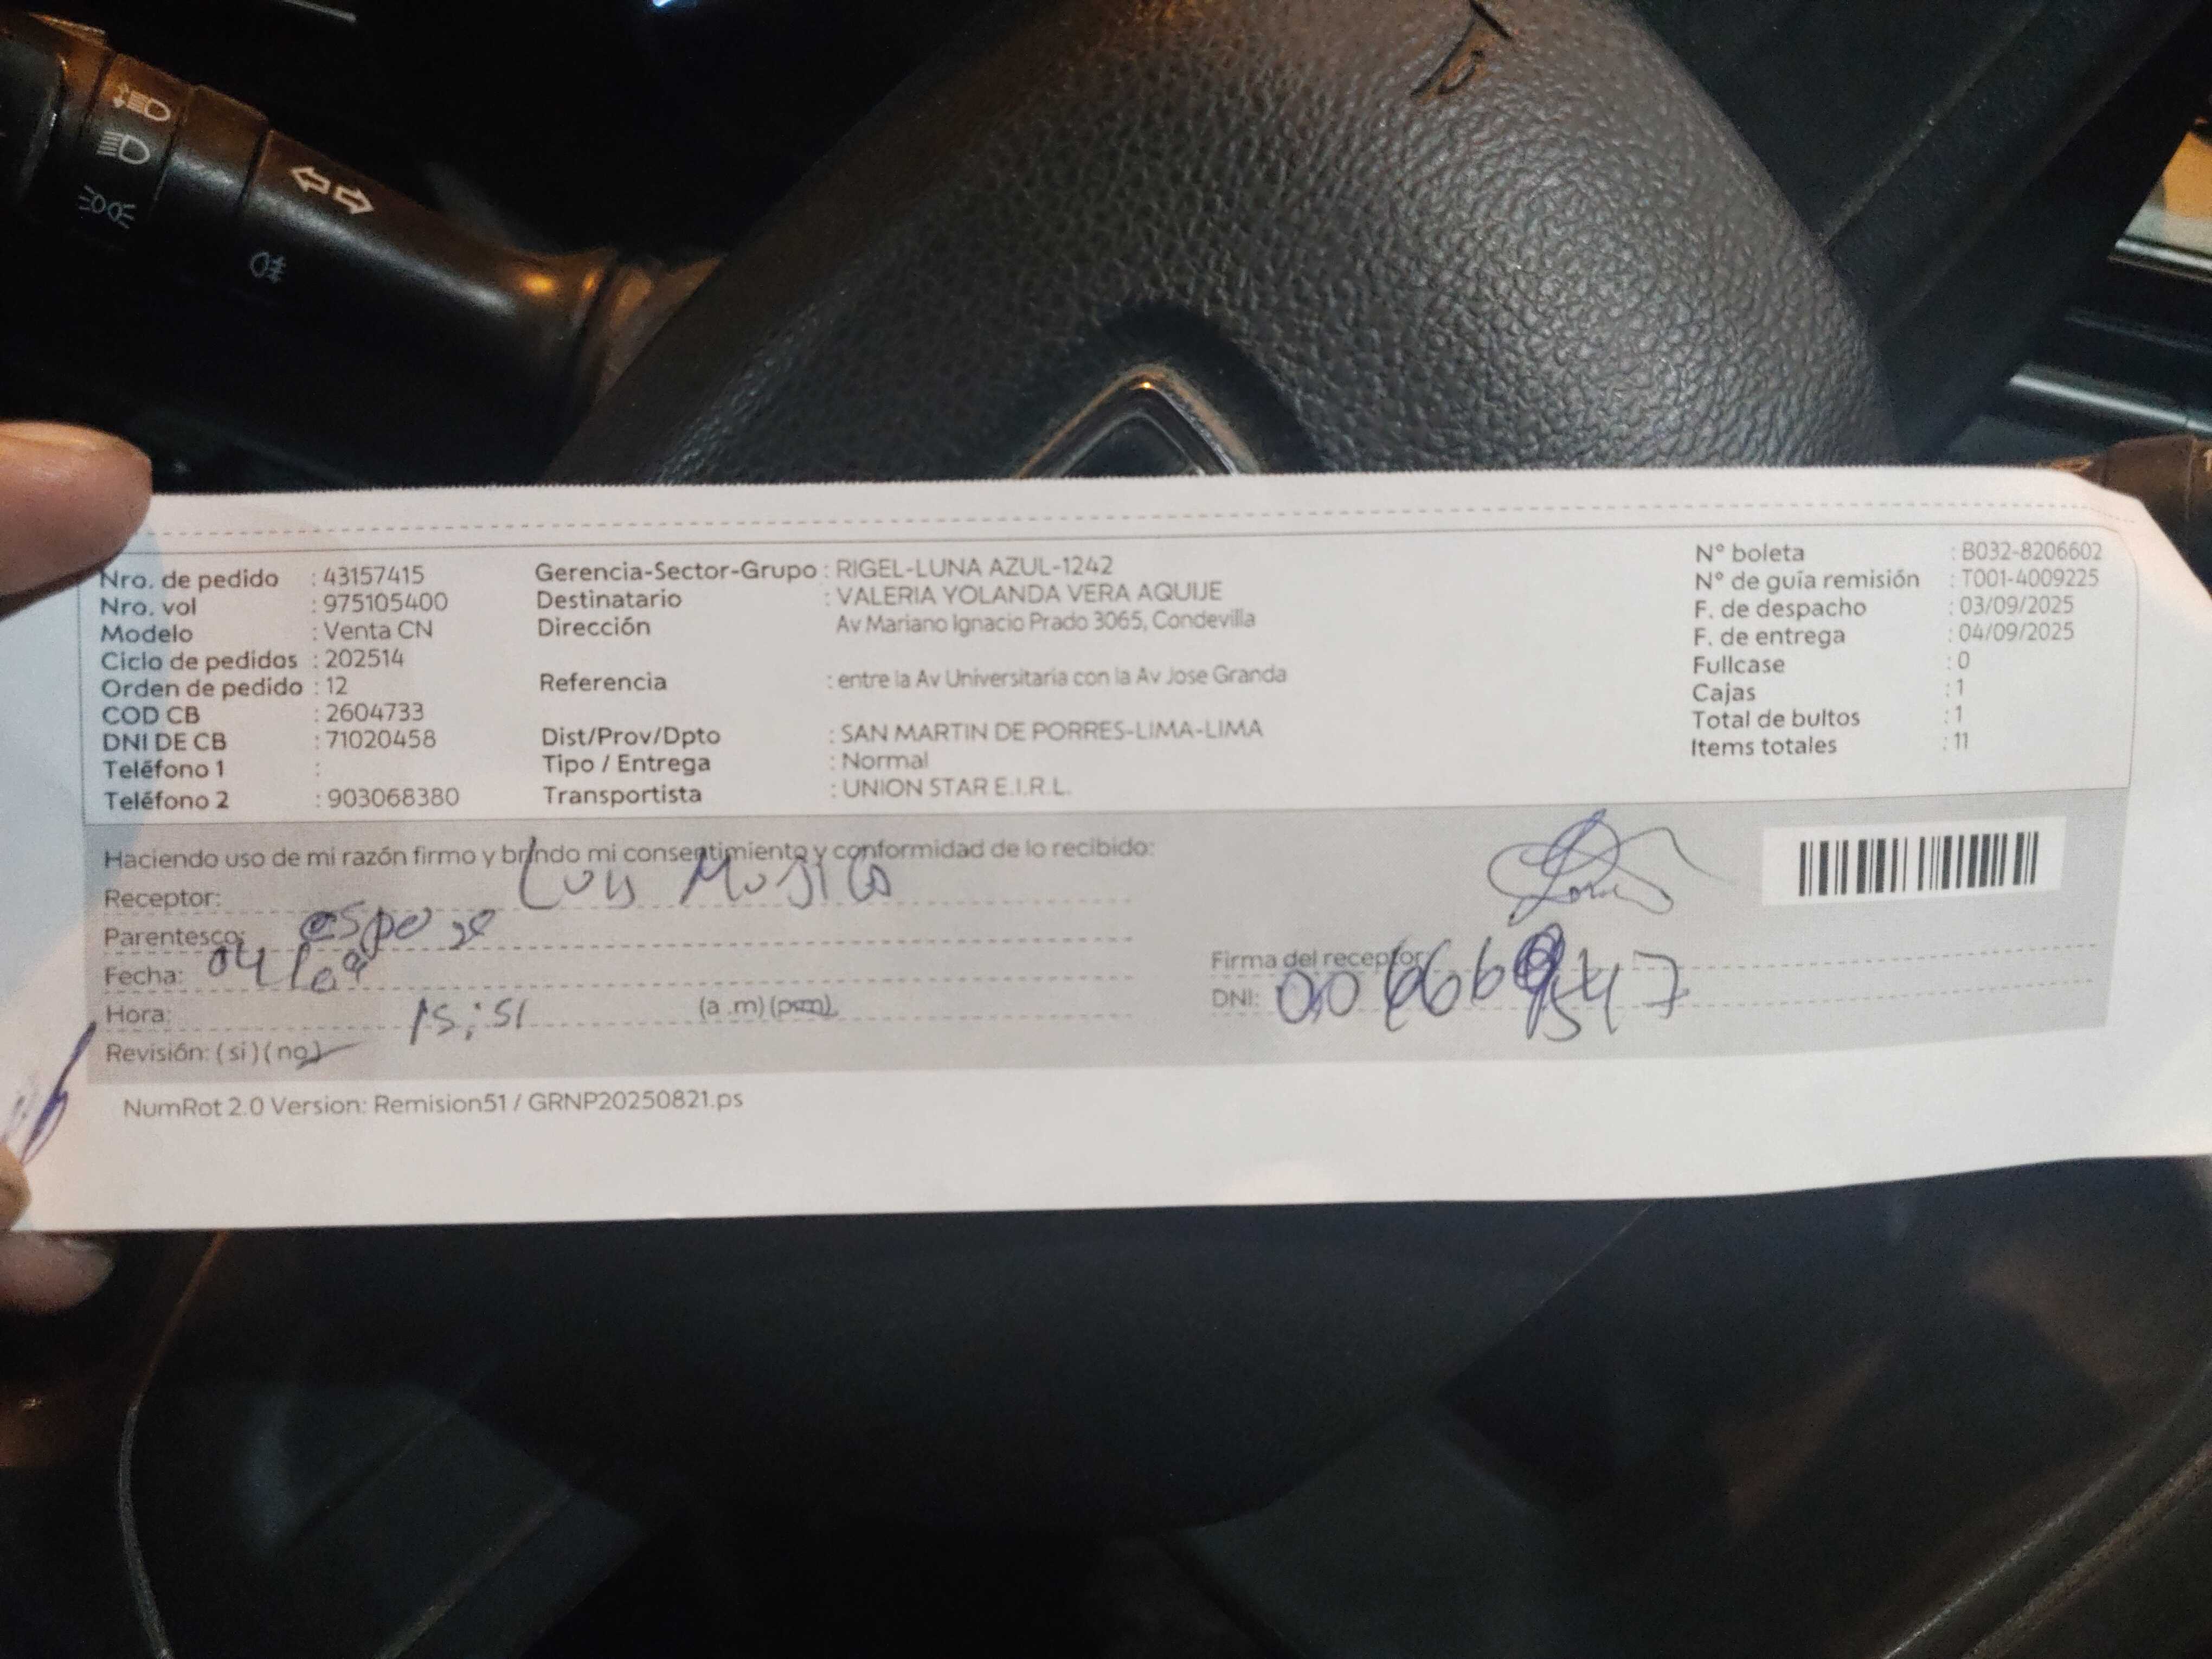 Nro. de pedido : 43157415
Nro. vol : 975105400
Modelo : Venta CN
Ciclo de pedidos : 202514
Orden de pedido : 12
COD CB : 2604733
DNI DE CB : 71020458
Teléfono 1 :
Teléfono 2 : 903068380
Gerencia-Sector-Grupo : RIGEL-LUNA AZUL-1242
Destinatario : VALERIA YOLANDA VERA AQUIJE
Dirección Av Mariano Ignacio Prado 3065, Condevilla
Referencia : entre la Av Universitaria con la Av Jose Granda
Dist/Prov/Dpto : SAN MARTIN DE PORRES-LIMA-LIMA
Tipo / Entrega : Normal
Transportista : UNION STAR E.I.R.L.
N° boleta : B032-8206602
N° de guía remisión : T001-4009225
F. de despacho : 03/09/2025
F. de entrega : 04/09/2025
Fullcase : 0
Cajas : 1
Total de bultos : 1
Items totales : 11
Haciendo uso de mi razón firmo y brindo mi consentimiento y conformidad de lo recibido:
Receptor: Luis
Parentesco:
Fecha: 04/09
Hora: 15:51 (a .m) (p.m)
Revisión: (si) (no)
Firma del receptor
DNI:
NumRot 2.0 Version: Remision51 / GRNP20250821.ps